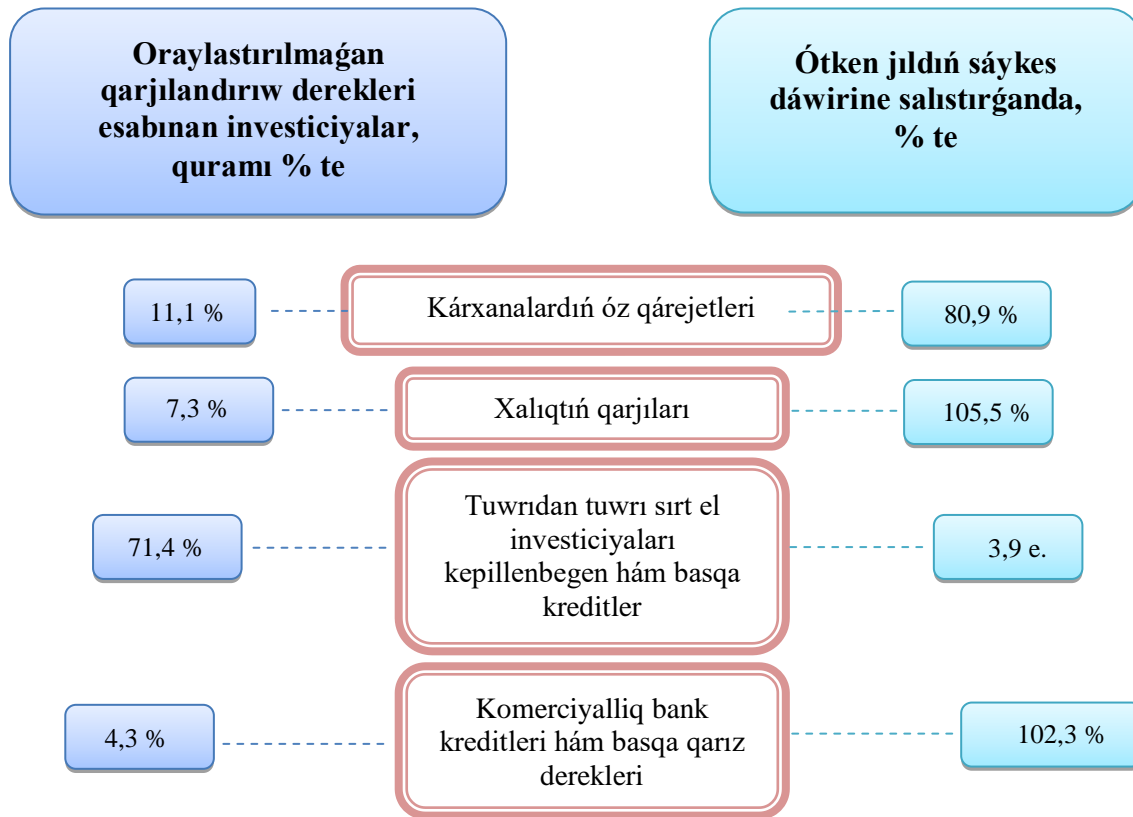 Oraylastırılmaǵan
qarjılandırıw derekleri
esabınan investiciyalar,
quramı % te
Ótken jıldıń sáykes
dáwirine salıstırǵanda,
% te
11,1 %
Kárxanalardıń óz qárejetleri
80,9 %
7,3 %
Xalıqtıń qarjıları
105,5 %
71,4 %
Tuwrıdan tuwrı sırt el
investiciyaları
kepillenbegen hám basqa
kreditler
3,9 e.
4,3 %
Komerciyalliq bank
kreditleri hám basqa qarız
derekleri
102,3 %